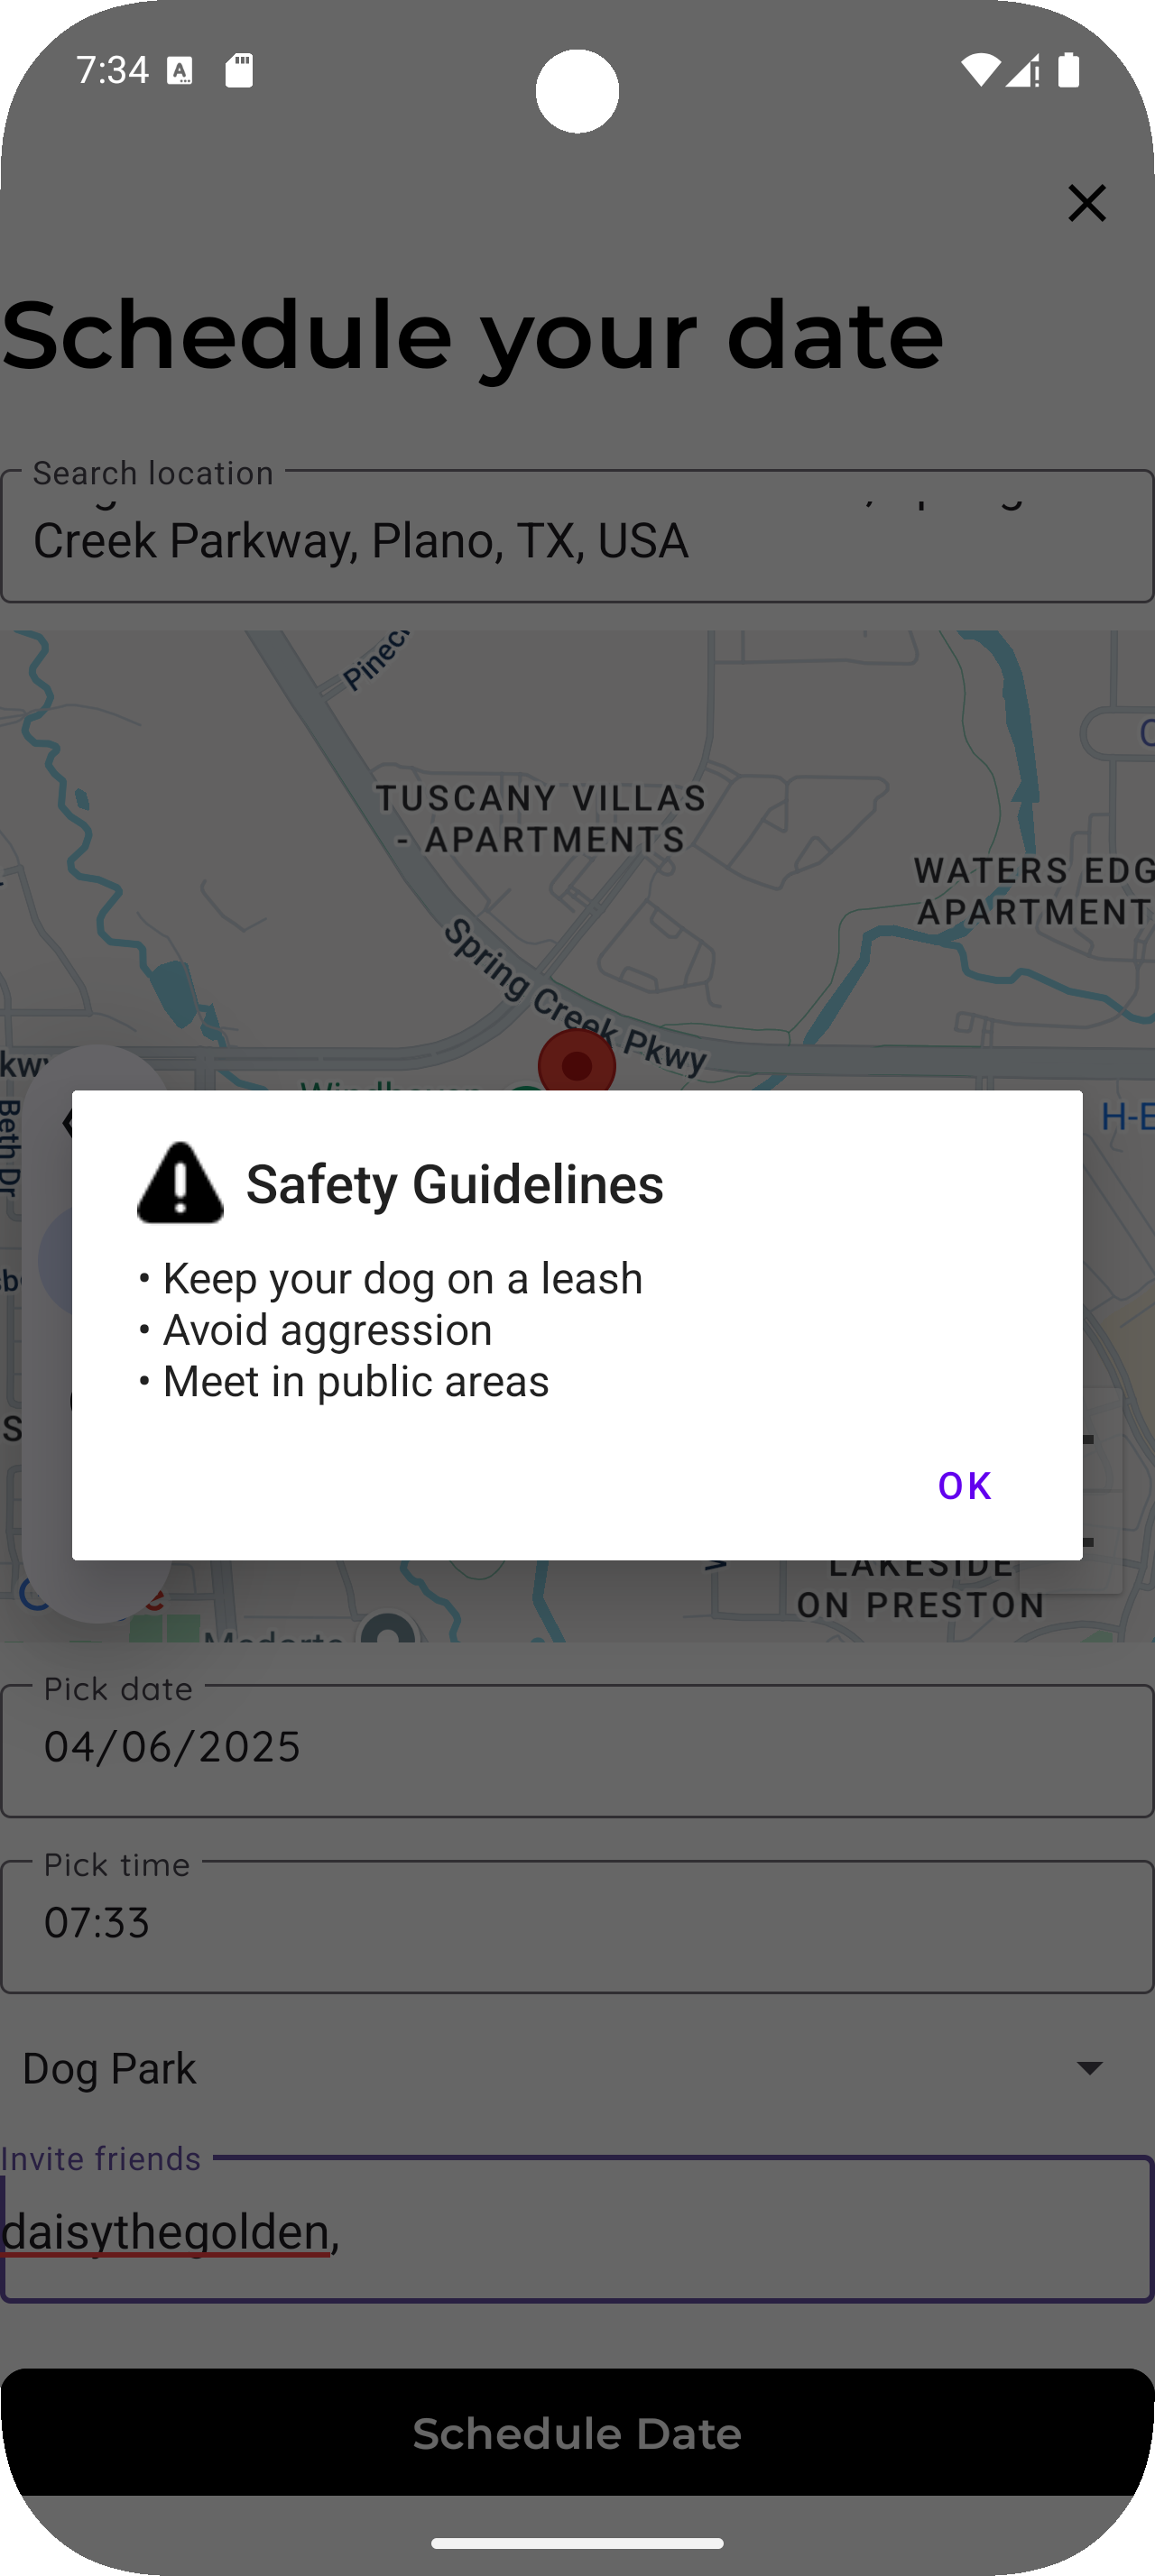 7:34
Schedule your date
Search location
Creek Parkway, Plano, TX, USA
TUSCANY VILLAS
- APARTMENTS
WATERS EDG
APARTMENT
Spring Creek Pkwy
Beth Dr
H-E
Safety Guidelines
• Keep your dog on a leash
• Avoid aggression
• Meet in public areas
OK
LAKESIDE
ON PRESTON
Pick date
04/06/2025
Pick time
07:33
Dog Park
Invite friends
daisythegolden,
Schedule Date